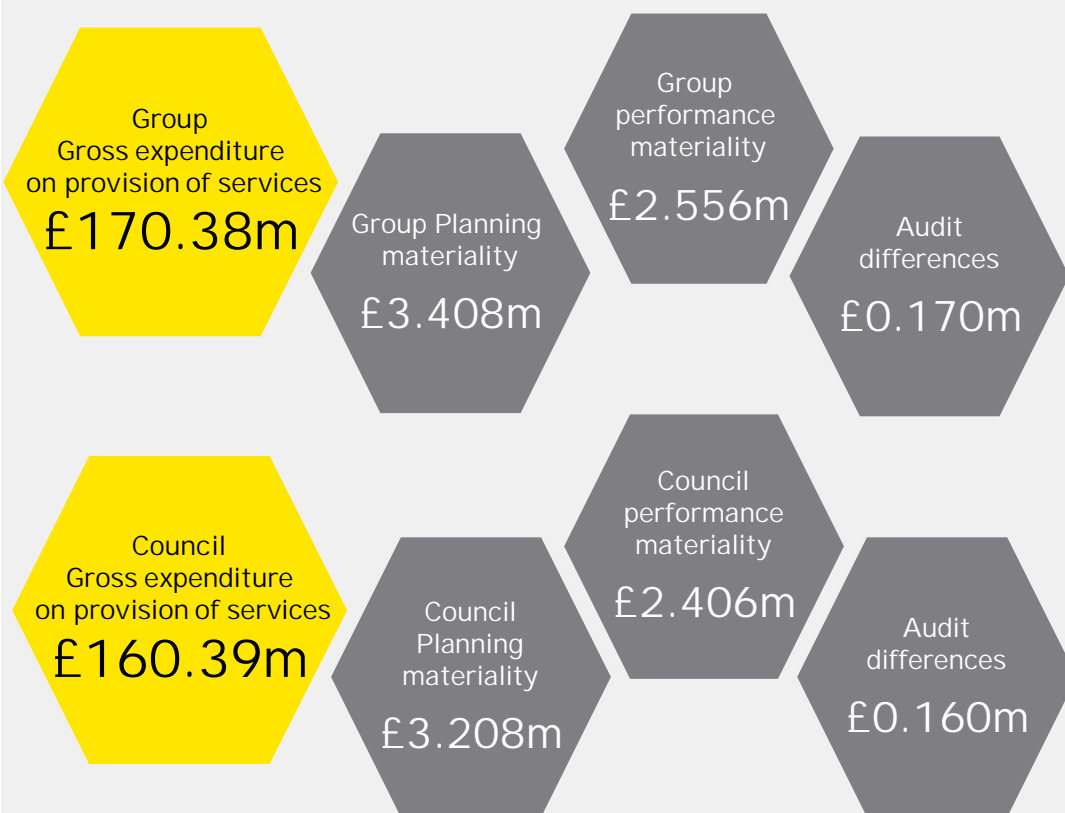 Group
Gross expenditure
on provision of services
£170.38m
Group Planning
materiality
£3.408m
Group
performance
materiality
£2.556m
Audit
differences
£0.170m
Council
Gross expenditure
on provision of services
£160.39m
Council
Planning
materiality
£3.208m
Council
performance
materiality
£2.406m
Audit
differences
£0.160m